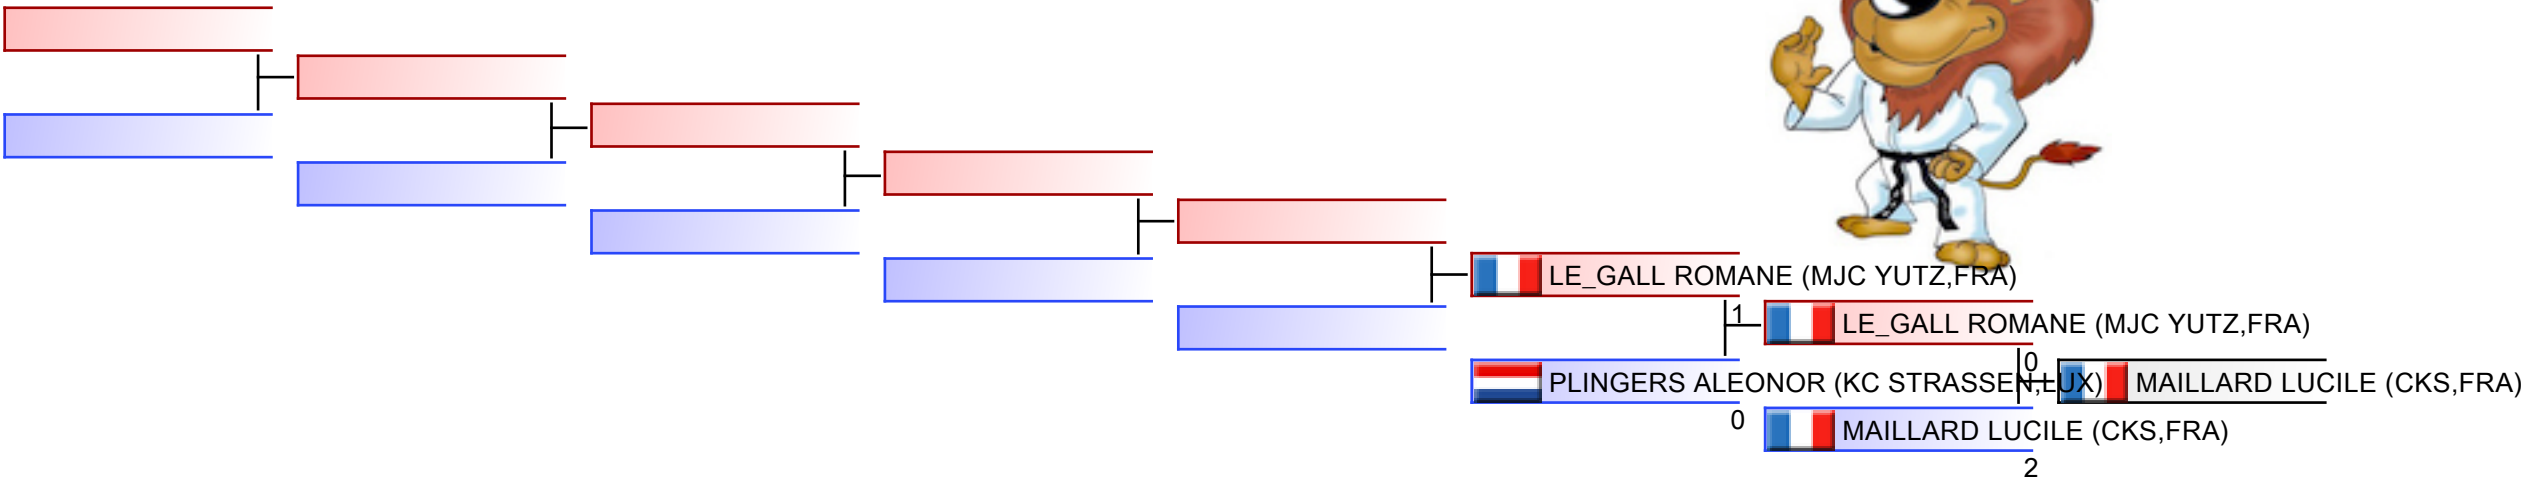 LE_GALL ROMANE (MJC YUTZ,FRA)
1
LE_GALL ROMANE (MJC YUTZ,FRA)
0
PLINGERS ALEONOR (KC STRASSEN,LUX)
MAILLARD LUCILE (CKS,FRA)
0
MAILLARD LUCILE (CKS,FRA)
2